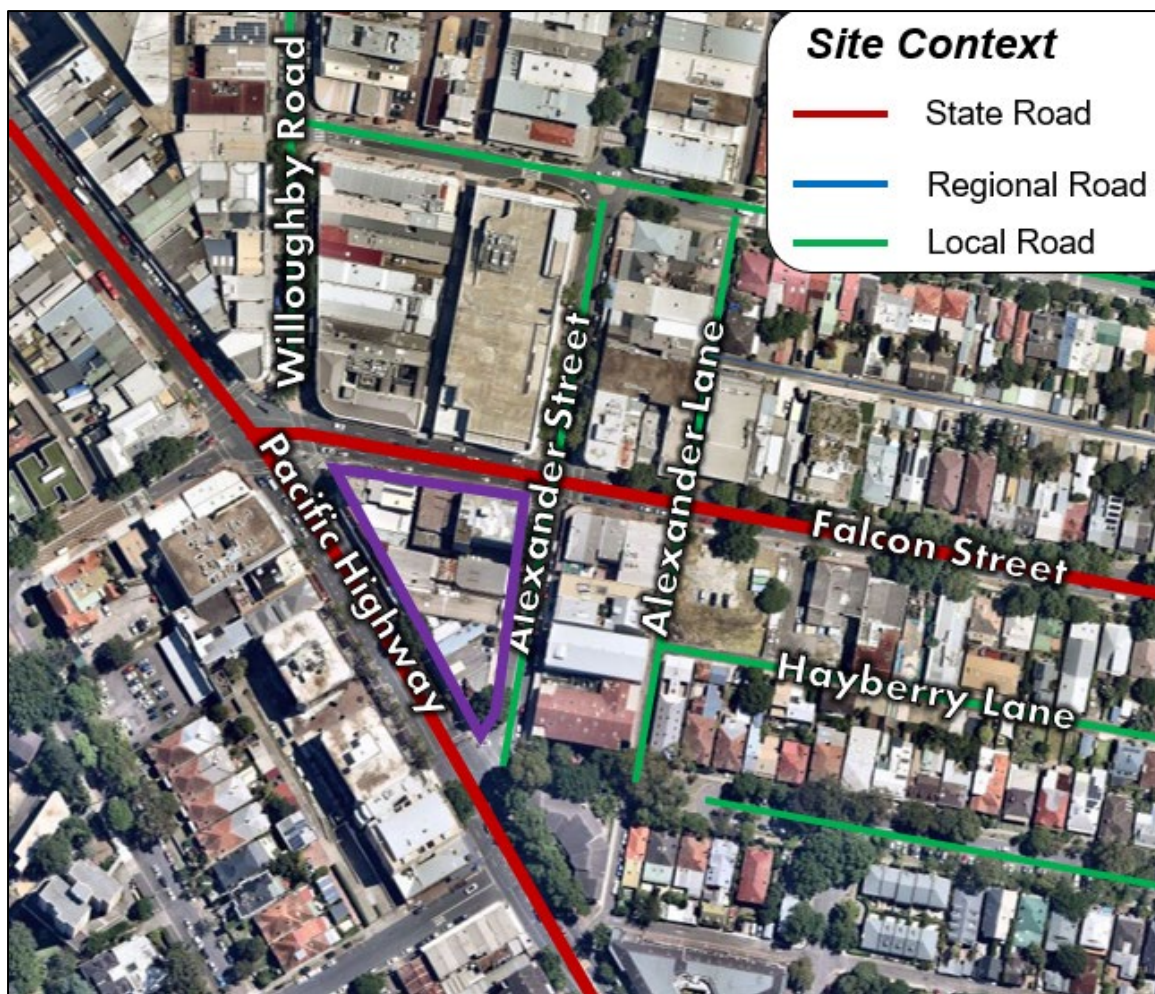 Site Context
State Road
Regional Road
Local Road
Willoughby Road
Pacific Highway
Alexander Street
Alexander Lane
Falcon Street
Hayberry Lane